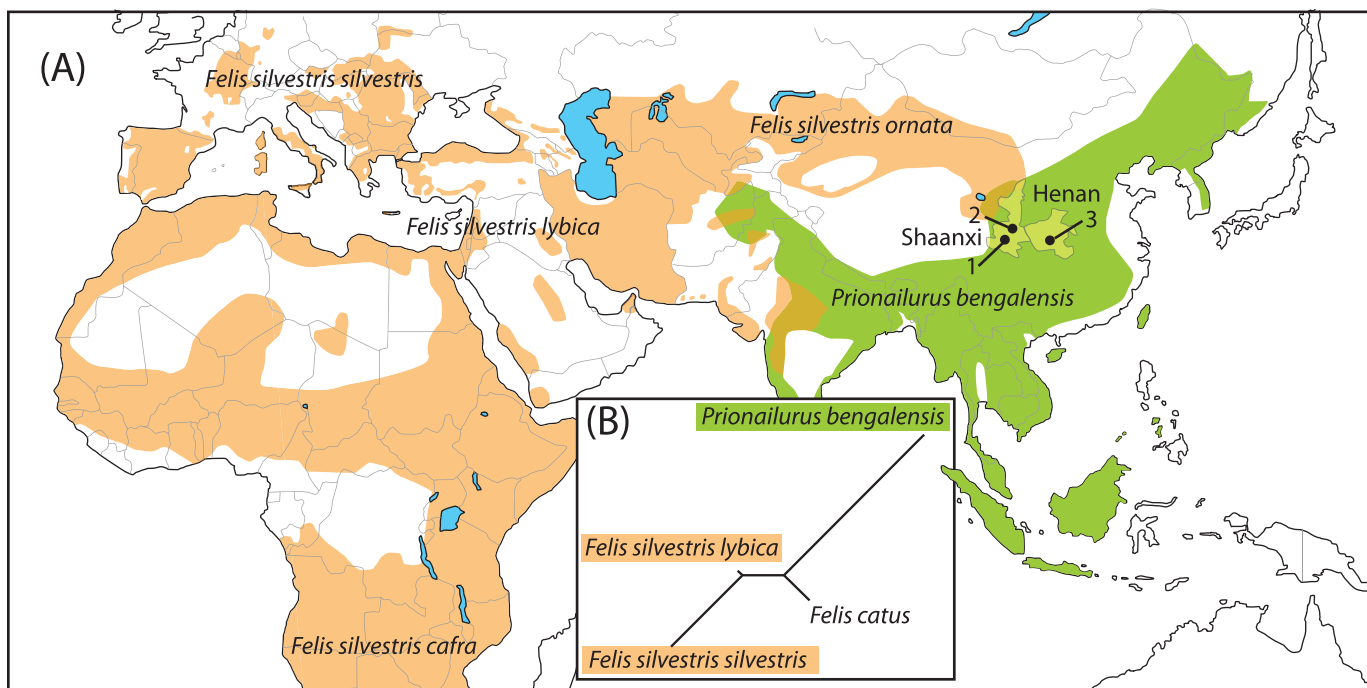 (A)
Felis silvestris silvestris
Felis silvestris ornata
Felis silvestris lybica
Henan
2
3
Shaanxi
1
Prionailurus bengalensis
Felis silvestris cafra
(B)
Prionailurus bengalensis
Felis silvestris lybica
Felis catus
Felis silvestris silvestris